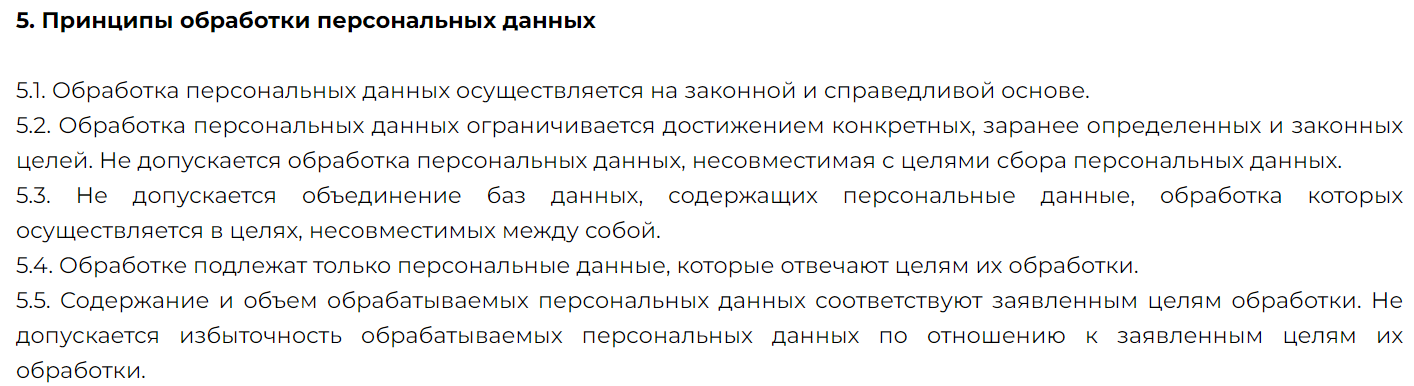 5. Принципы обработки персональных данных
5.1. Обработка персональных данных осуществляется на законной и справедливой основе.
5.2. Обработка персональных данных ограничивается достижением конкретных, заранее определенных и законных
целей. Не допускается обработка персональных данных, несовместимая с целями сбора персональных данных.
5.3. Не допускается объединение баз данных, содержащих персональные данные, обработка которых
осуществляется в целях, несовместимых между собой.
5.4. Обработке подлежат только персональные данные, которые отвечают целям их обработки.
5.5. Содержание и объем обрабатываемых персональных данных соответствуют заявленным целям обработки. Не
допускается избыточность обрабатываемых персональных данных по отношению к заявленным целям их
обработки.